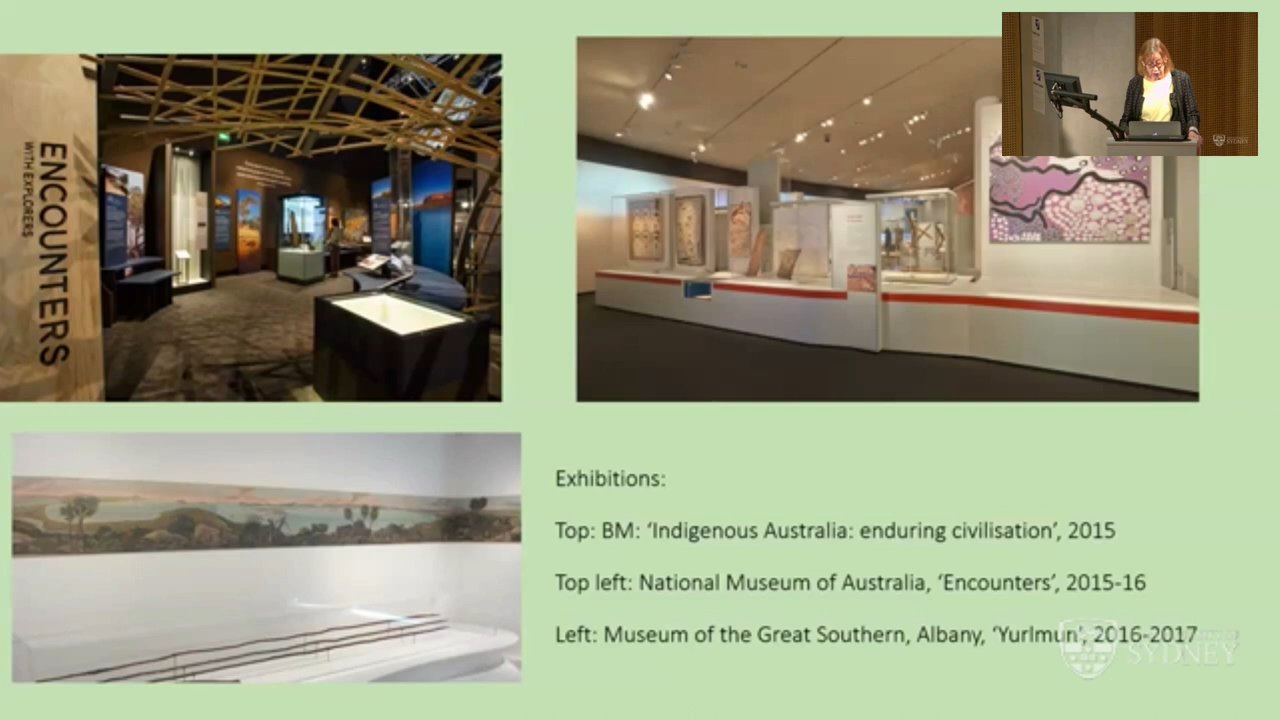 ENCOUNTERS
WITH EXPLORERS
Exhibitions:
Top: BM: ‘Indigenous Australia: enduring civilisation’, 2015
Top left: National Museum of Australia, ‘Encounters’, 2015-16
Left: Museum of the Great Southern, Albany, ‘Yurlmun’, 2016-2017
SYDNEY
SYDNEY